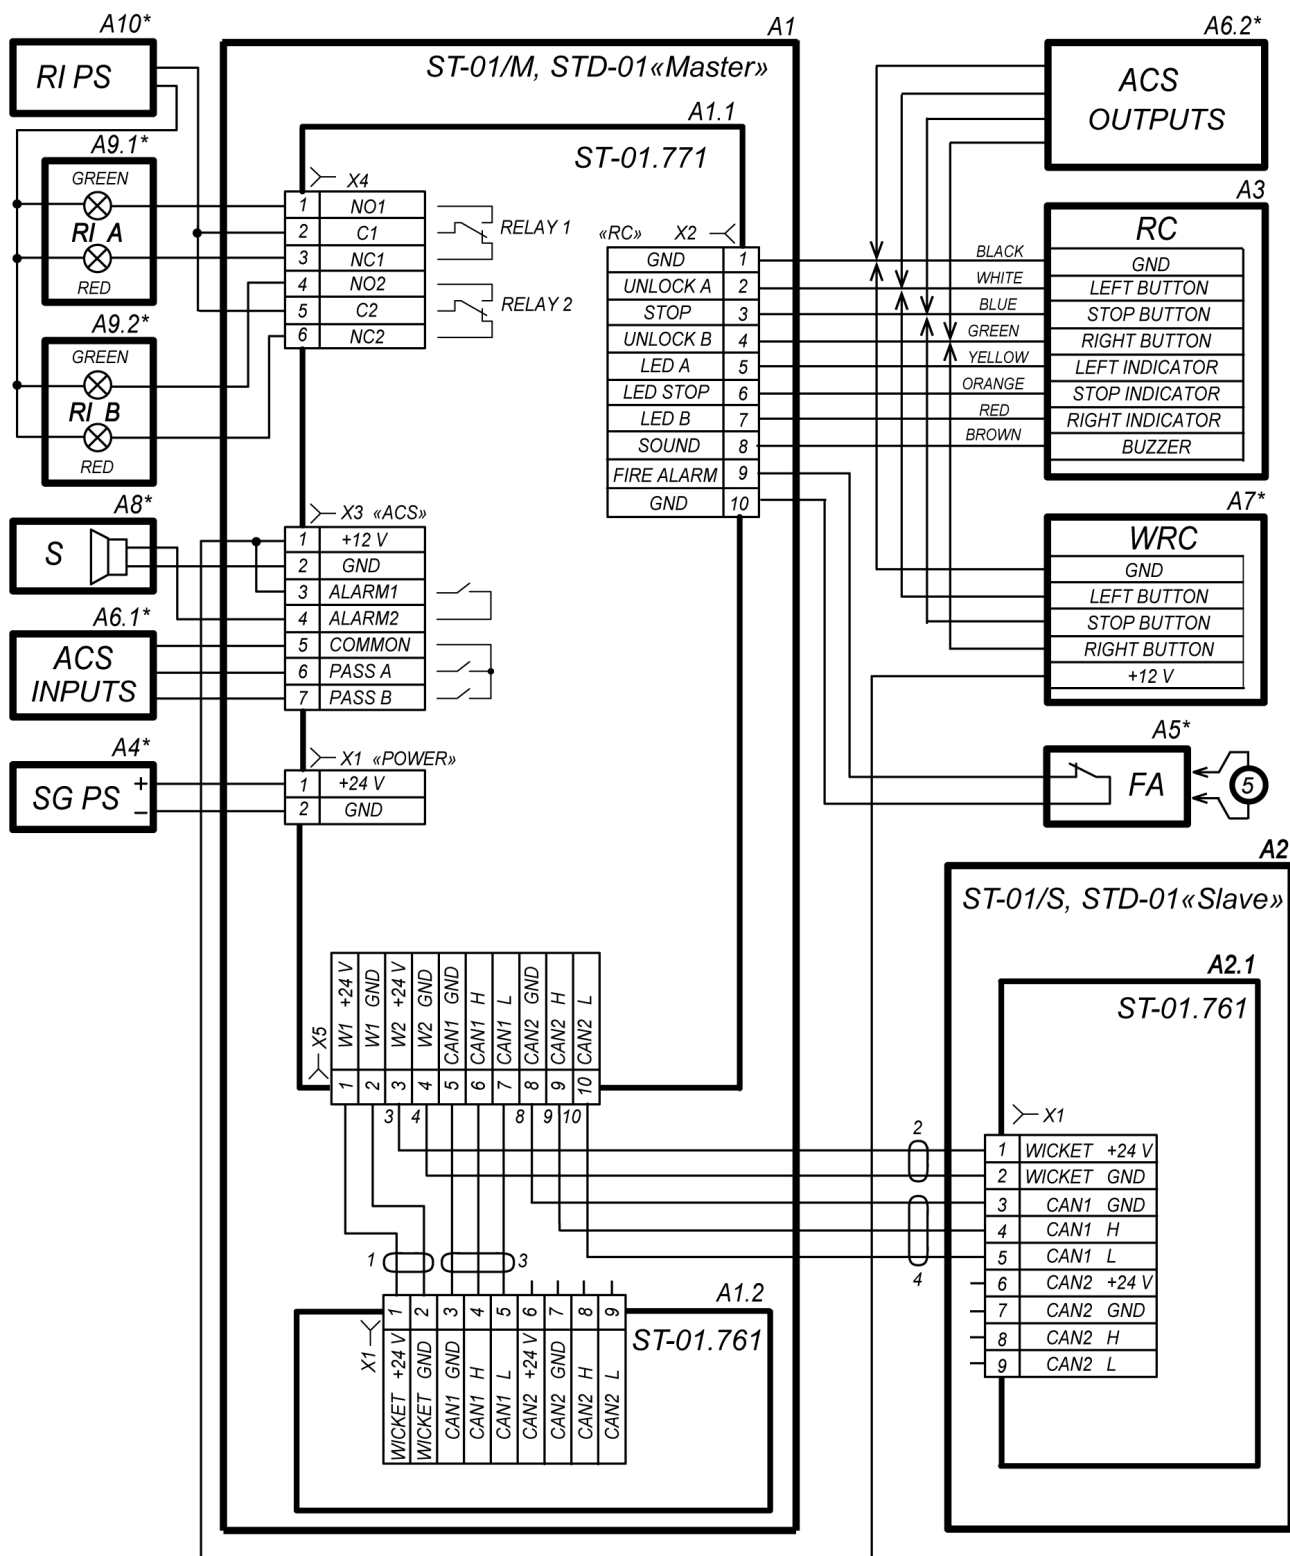 A10*
RI PS
A9.1*
GREEN
RI A
RED
A9.2*
GREEN
RI B
RED
A8*
S
A6.1*
ACS
INPUTS
A4*
SG PS
+
–
A1
ST-01/M, STD-01«Master»
A1.1
ST-01.771
X4
1 NO1
2 C1
3 NC1
4 NO2
5 C2
6 NC2
RELAY 1
RELAY 2
«RC» X2
GND 1
UNLOCK A 2
STOP 3
UNLOCK B 4
LED A 5
LED STOP 6
LED B 7
SOUND 8
FIRE ALARM 9
GND 10
X3 «ACS»
1 +12 V
2 GND
3 ALARM1
4 ALARM2
5 COMMON
6 PASS A
7 PASS B
X1 «POWER»
1 +24 V
2 GND
X5
1 W1 +24 V
2 W1 GND
3 W2 +24 V
4 W2 GND
5 CAN1 GND
6 CAN1 H
7 CAN1 L
8 CAN2 GND
9 CAN2 H
10 CAN2 L
3 4 8 9 10
1
3
2
4
A1.2
ST-01.761
X1
1 WICKET +24 V
2 WICKET GND
3 CAN1 GND
4 CAN1 H
5 CAN1 L
6 CAN2 +24 V
7 CAN2 GND
8 CAN2 H
9 CAN2 L
A6.2*
ACS
OUTPUTS
A3
RC
BLACK
GND
WHITE
LEFT BUTTON
BLUE
STOP BUTTON
GREEN
RIGHT BUTTON
YELLOW
LEFT INDICATOR
ORANGE
STOP INDICATOR
RED
RIGHT INDICATOR
BROWN
BUZZER
A7*
WRC
GND
LEFT BUTTON
STOP BUTTON
RIGHT BUTTON
+12 V
A5*
FA
5
A2
ST-01/S, STD-01«Slave»
A2.1
ST-01.761
X1
1 WICKET +24 V
2 WICKET GND
3 CAN1 GND
4 CAN1 H
5 CAN1 L
6 CAN2 +24 V
7 CAN2 GND
8 CAN2 H
9 CAN2 L